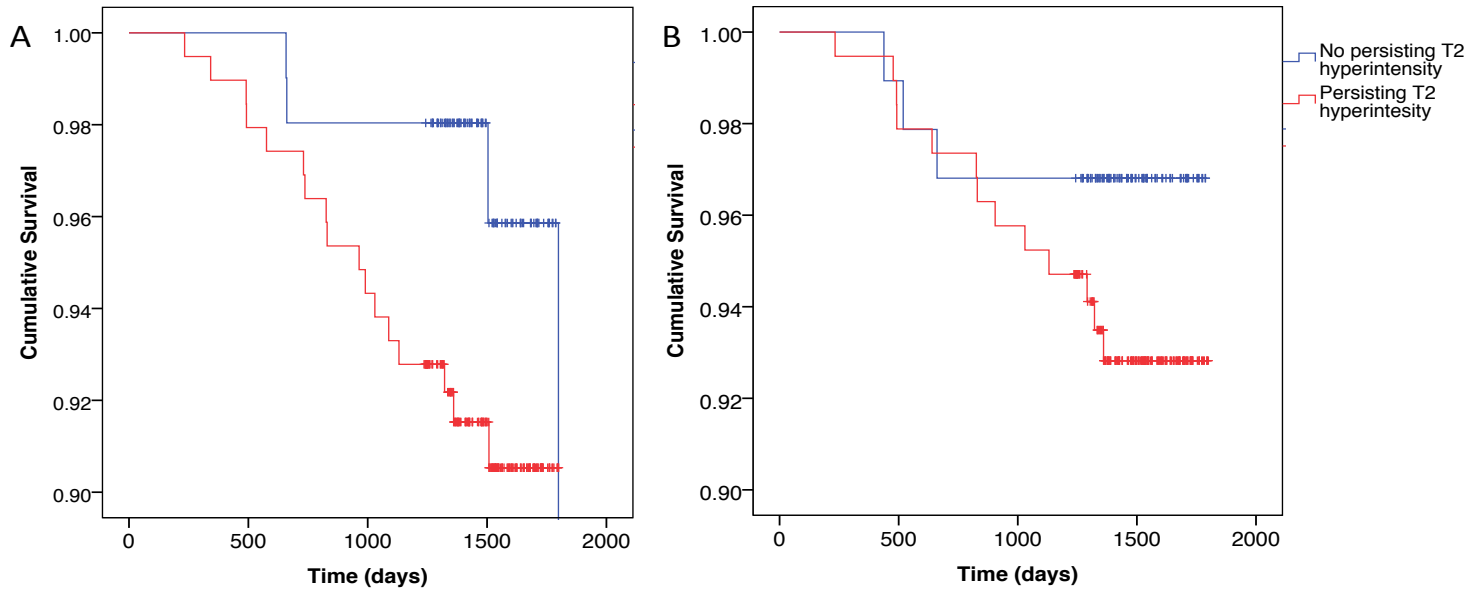 A
Cumulative Survival
1.00
0.98
0.96
0.94
0.92
0.90
0
500
1000
1500
2000
Time (days)
B
Cumulative Survival
1.00
0.98
0.96
0.94
0.92
0.90
0
500
1000
1500
2000
Time (days)
No persisting T2
hyperintensity
Persisting T2
hyperintesity